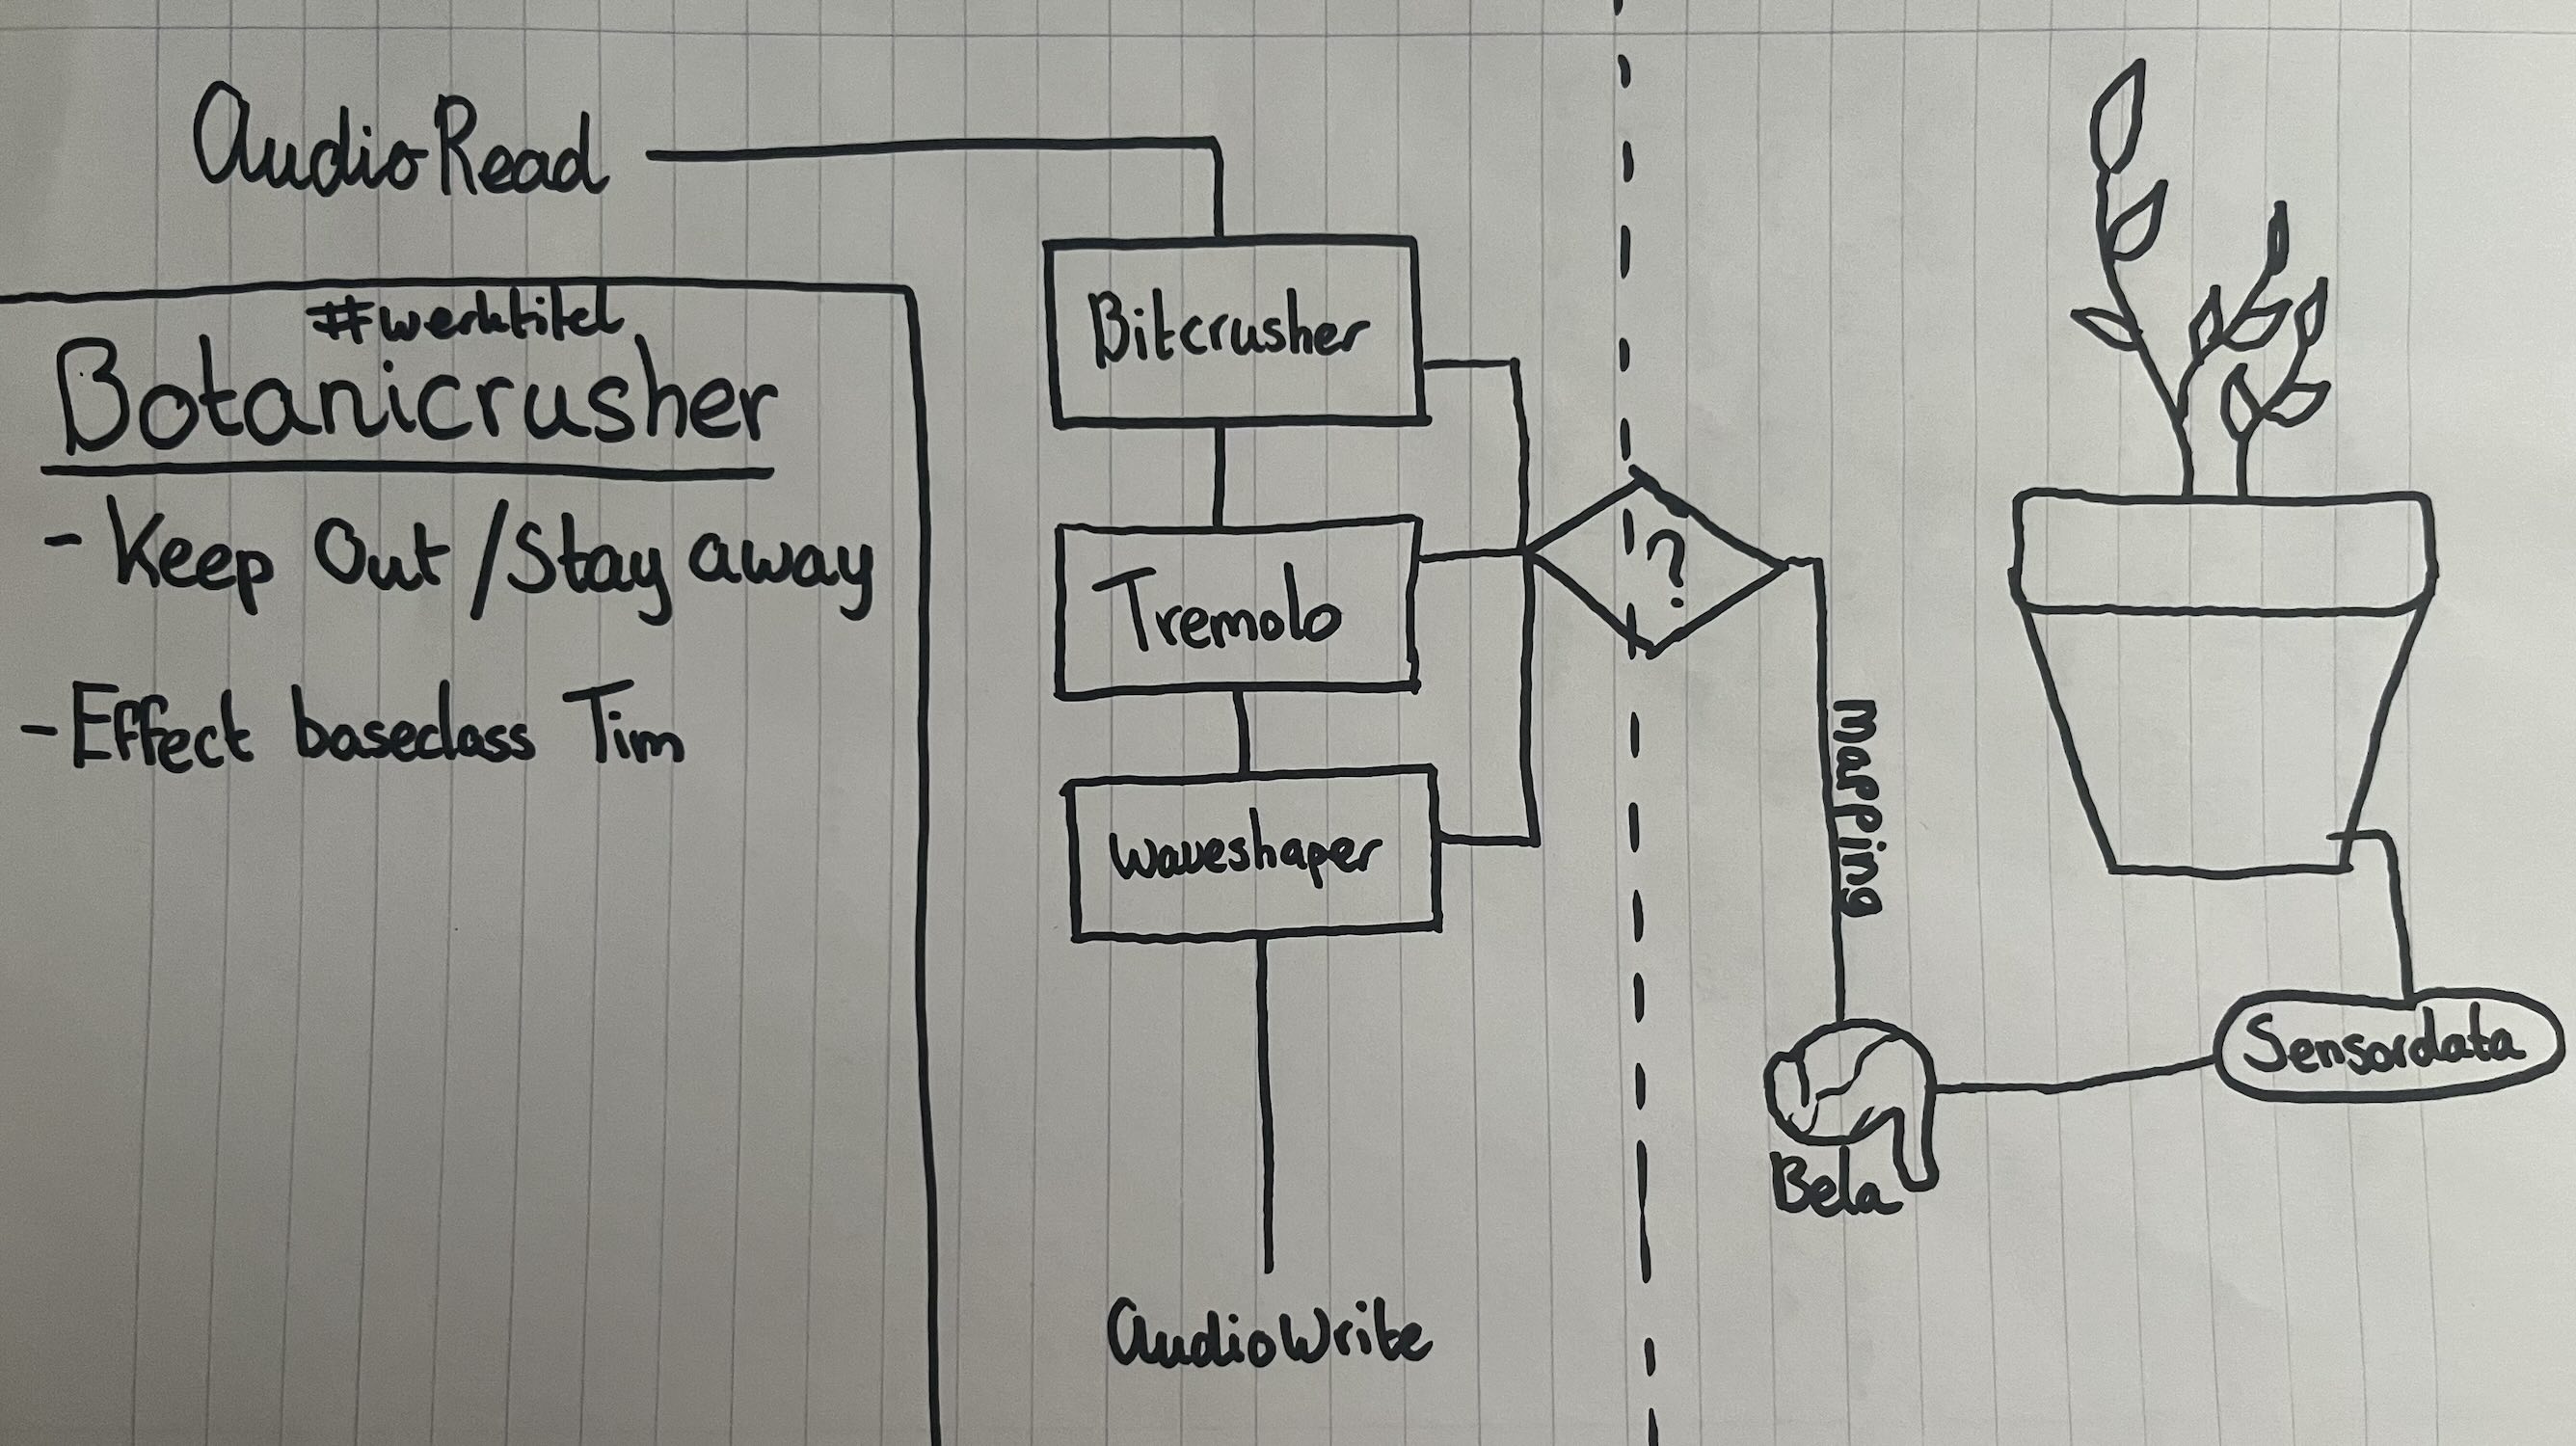 AudioRead
#werktitel
Botanicrusher
- Keep Out / Stay away
- Effect baseclass Tim
Bitcrusher
Tremolo
waveshaper
AudioWrite
?
Mapping
Bela
Sensordata